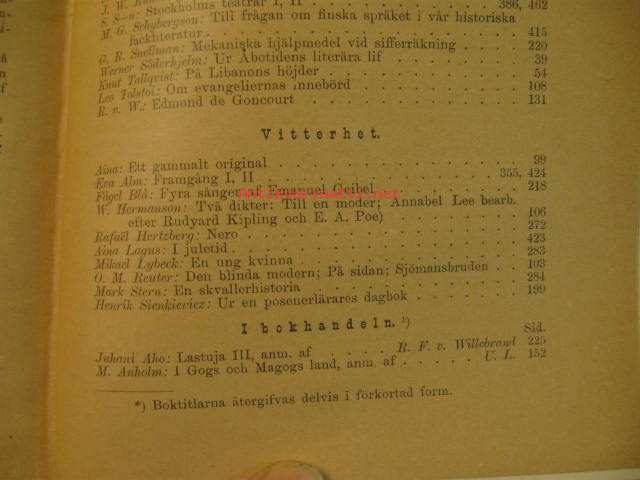 S. S—n: Stockholms teatrar I, II . . . 386, 462
M. G. Schybergson: Till frågan om finska språket i vår historiska
fackhteratur . . . 415
G. R. Snellman: Mekaniska hjälpmedel vid sifferräkning . . . 220
Werner Söderhjelm: Ur Åbotidens literära lif . . . 39
Knut Tallqvist: På Libanons höjder . . . 54
Leo Tolstoi: Om evangeliernas innebörd . . . 108
R. v. W.: Edmond de Goncourt . . . 131
Vitterhet.
Aina: Ett gammalt original . . . 99
Eva Alm: Framgång I, II . . . 355, 424
Fågel Blå: Fyra sånger af Emanuel Geibel . . . 218
W. Hermanson: Två dikter: Till en moder; Annabel Lee bearb.
efter Rudyard Kipling och E. A. Poe) . . . 106
Rafaël Hertzberg: Nero . . . 272
Aina Lagus: I juletid . . . 423
Mikael Lybeck: En ung kvinna . . . 283
O. M. Reuter: Den blinda modern; På sidan; Sjömansbruden . . 103
Mark Stern: En skvallerhistoria . . . 284
Henrik Sienkievicz: Ur en posenerlärares dagbok . . . 199
I bokhandeln. ¹)
Sid.
Juhani Aho: Lastuja III, anm. af . . . R. F. v. Willebrand 225
M. Anholm: I Gogs och Magogs land, anm. af . . . U. L. 152
*) Boktitlarna återgifvas delvis i förkortad form.